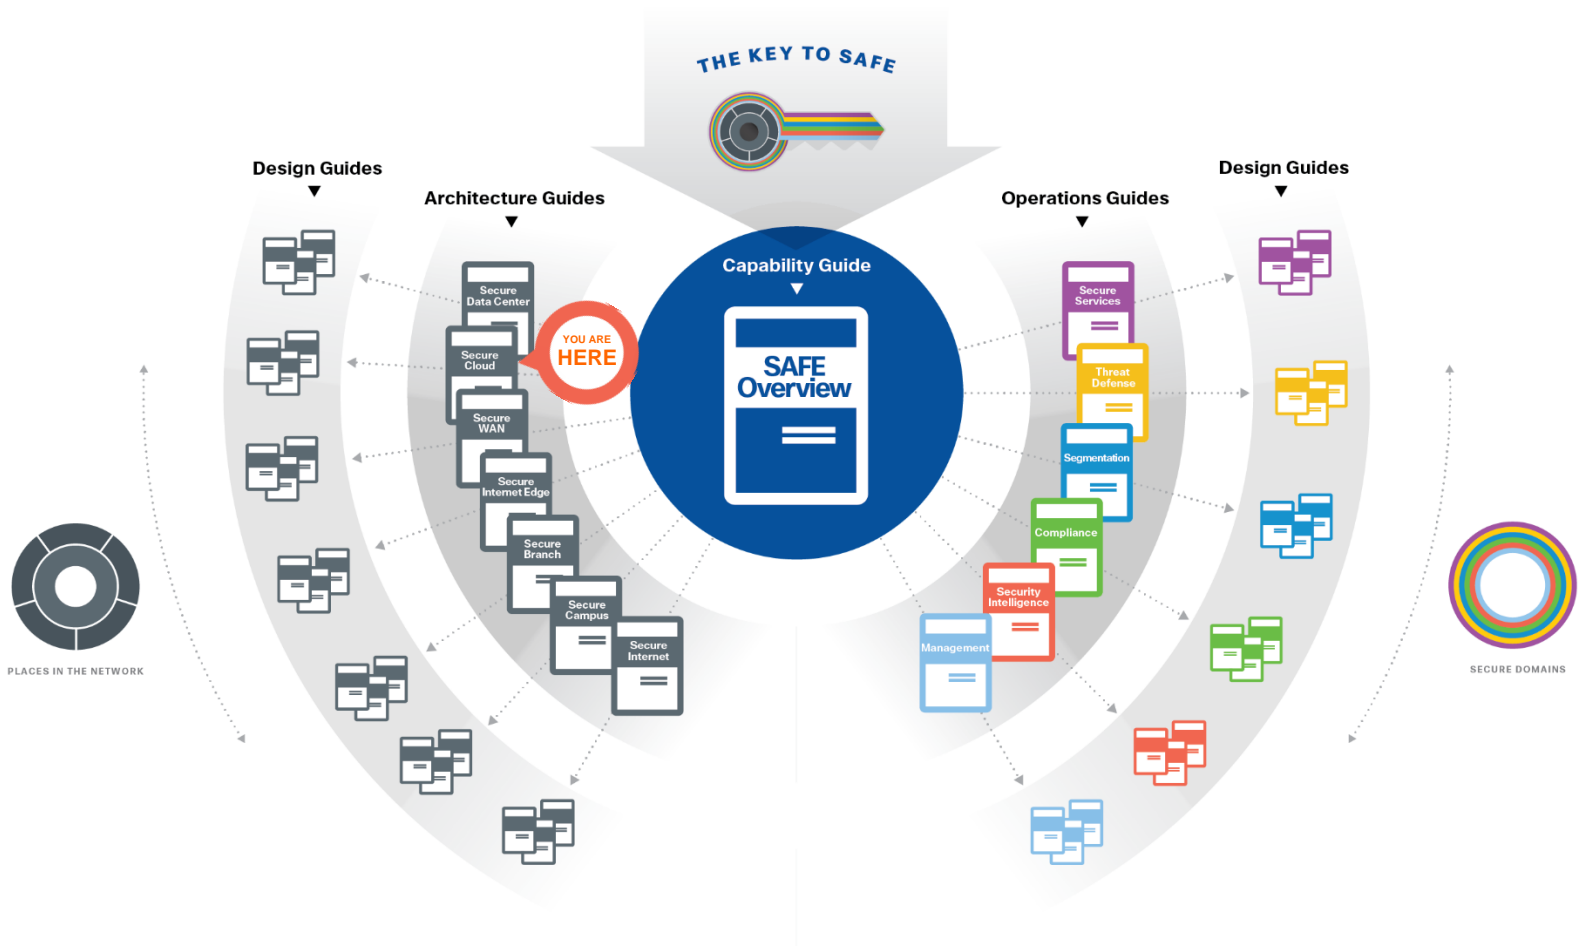 THE KEY TO SAFE
Design Guides
Architecture Guides
Capability Guide
Operations Guides
Design Guides
SAFE
Overview
Secure
Data Center
YOU ARE
HERE
Secure
Cloud
Secure
WAN
Secure
Internet Edge
Secure
Branch
Secure
Campus
Secure
Internet
Secure
Services
Threat
Defense
Segmentation
Compliance
Security
Intelligence
Management
PLACES IN THE NETWORK
SECURE DOMAINS